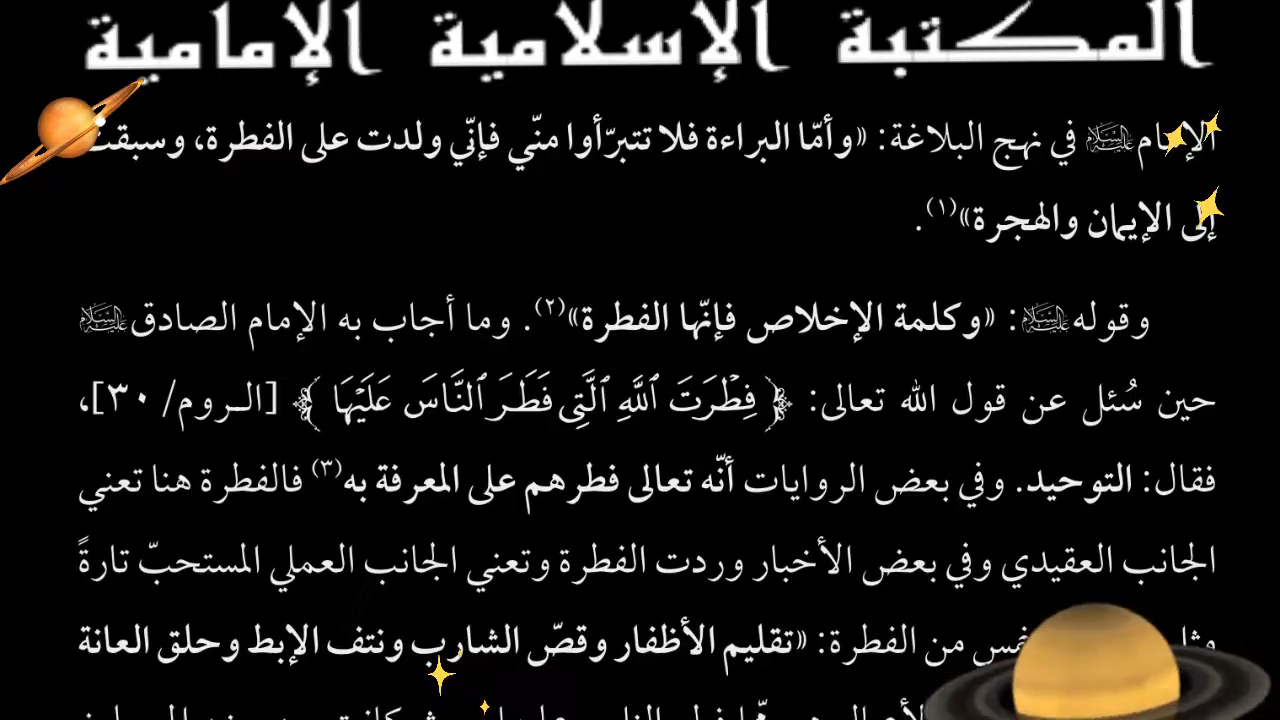 المكتبة الإسلامية الإمامية
الإمام عليه السلام في نهج البلاغة: «وأمّا البراءة فلا تتبرّأوا منّي فإنّي ولدت على الفطرة، وسبقت
إلى الإيمان والهجرة»(١).
وقوله عليه السلام: «وكلمة الإخلاص فإنّها الفطرة»(٢). وما أجاب به الإمام الصادق عليه السلام
حين سُئل عن قول الله تعالى: ﴿فِطْرَتَ ٱللَّهِ ٱلَّتِى فَطَرَ ٱلنَّاسَ عَلَيْهَا﴾ [الـروم/ ٣٠]،
فقال: التوحيد. وفي بعض الروايات أنّه تعالى فطرهم على المعرفة به(٣) فالفطرة هنا تعني
الجانب العقيدي وفي بعض الأخبار وردت الفطرة وتعني الجانب العملي المستحبّ تارةً
من الفطرة: «تقليم الأظفار وقصّ الشارب ونتف الإبط وحلق العانة